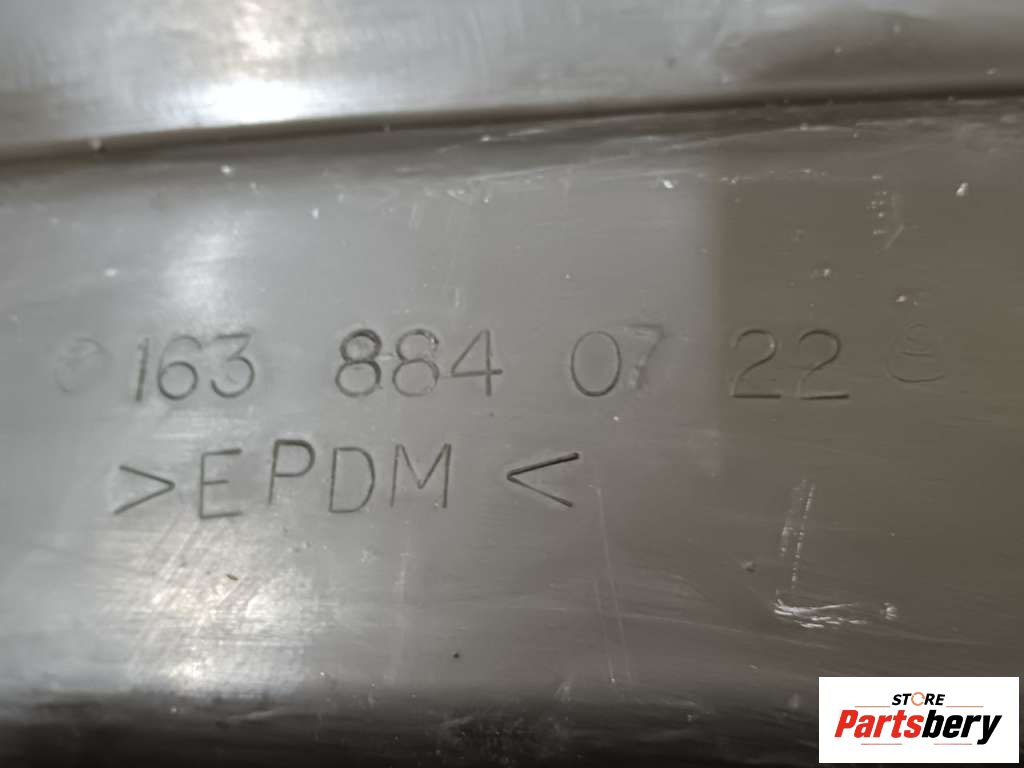 163 884 07 22
>EPDM<
L
STORE
Partsbery